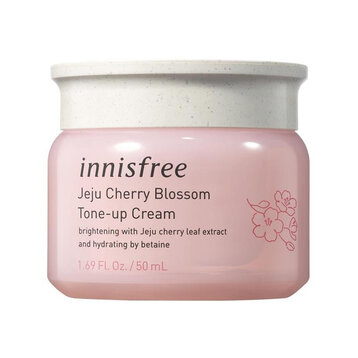 innisfree
Jeju Cherry Blossom
Tone-up Cream
brightening with Jeju cherry leaf extract
and hydrating by betaine
1.69 FL Oz. / 50 mL